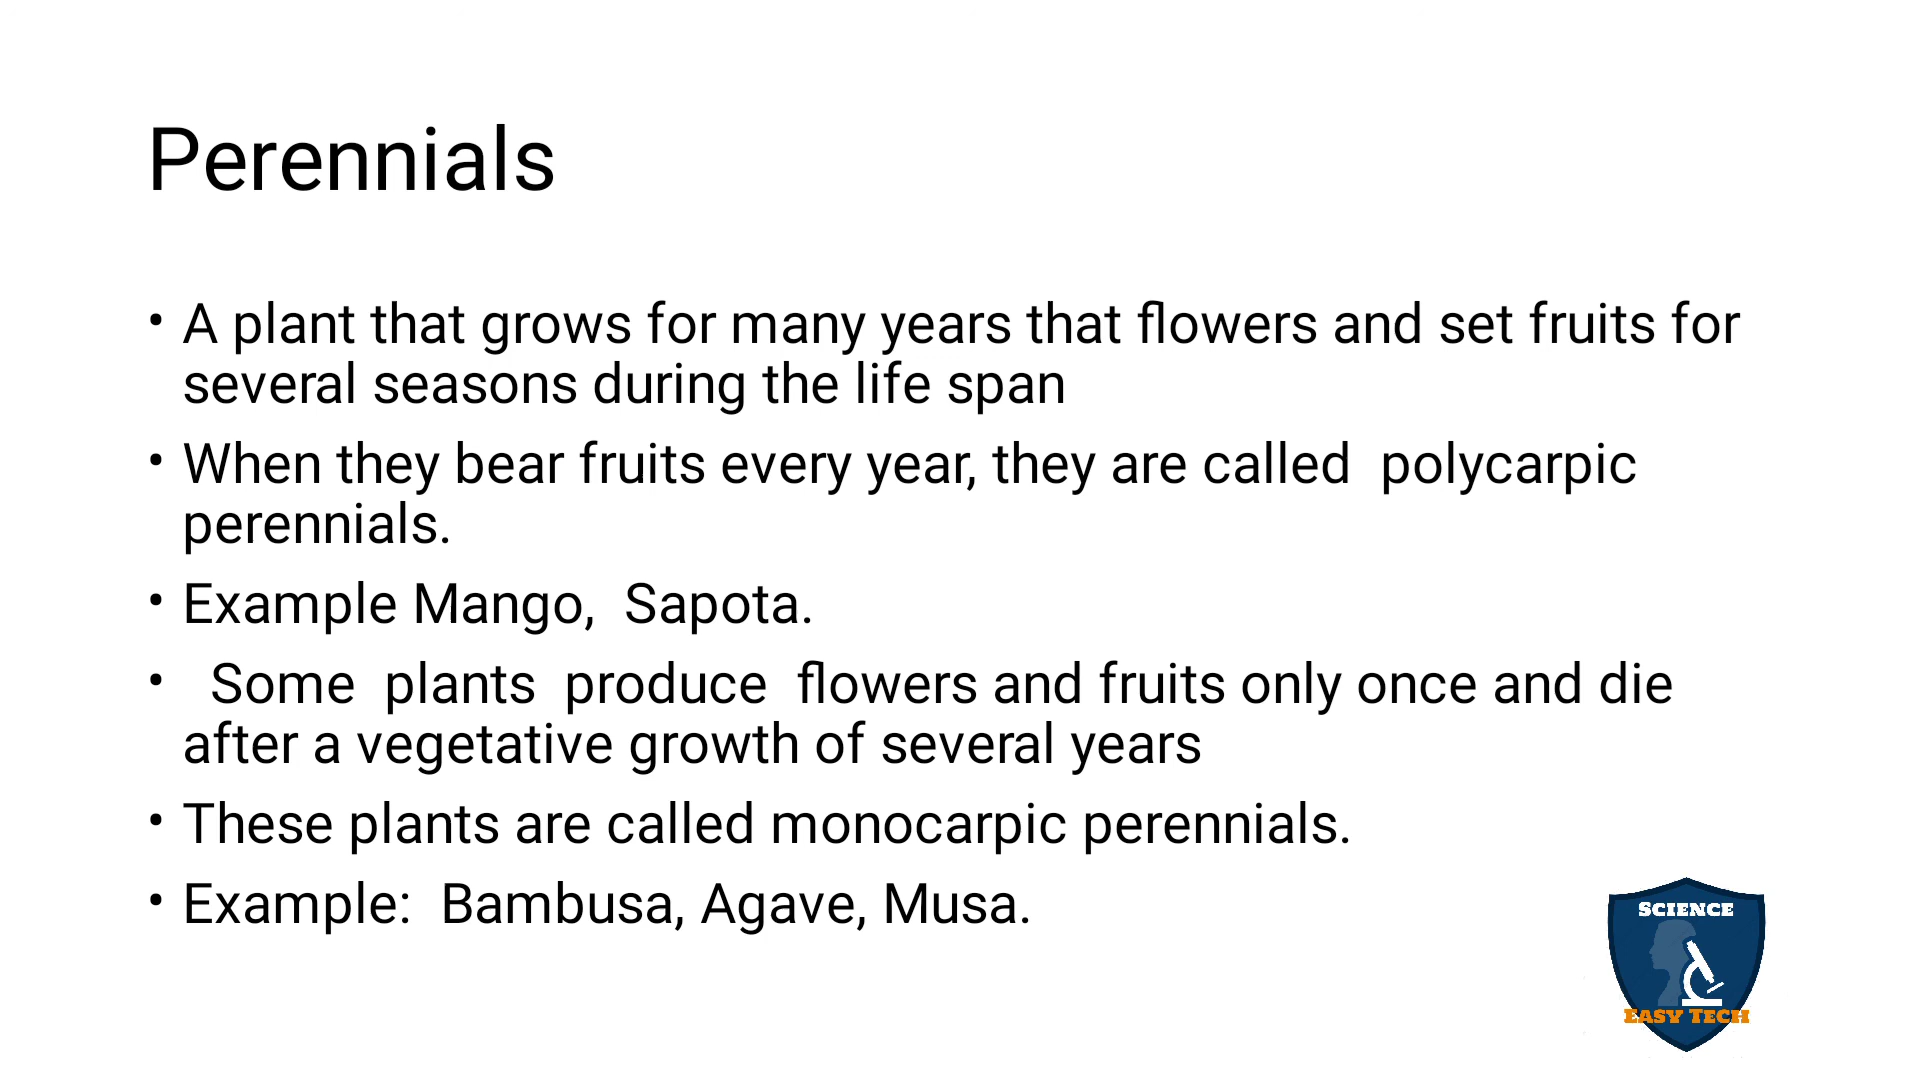 Perennials
• A plant that grows for many years that flowers and set fruits for
several seasons during the life span
• When they bear fruits every year, they are called  polycarpic
perennials.
• Example Mango,  Sapota.
•  Some  plants  produce  flowers and fruits only once and die
after a vegetative growth of several years
• These plants are called monocarpic perennials.
• Example:  Bambusa, Agave, Musa.
SCIENCE
EASY TECH